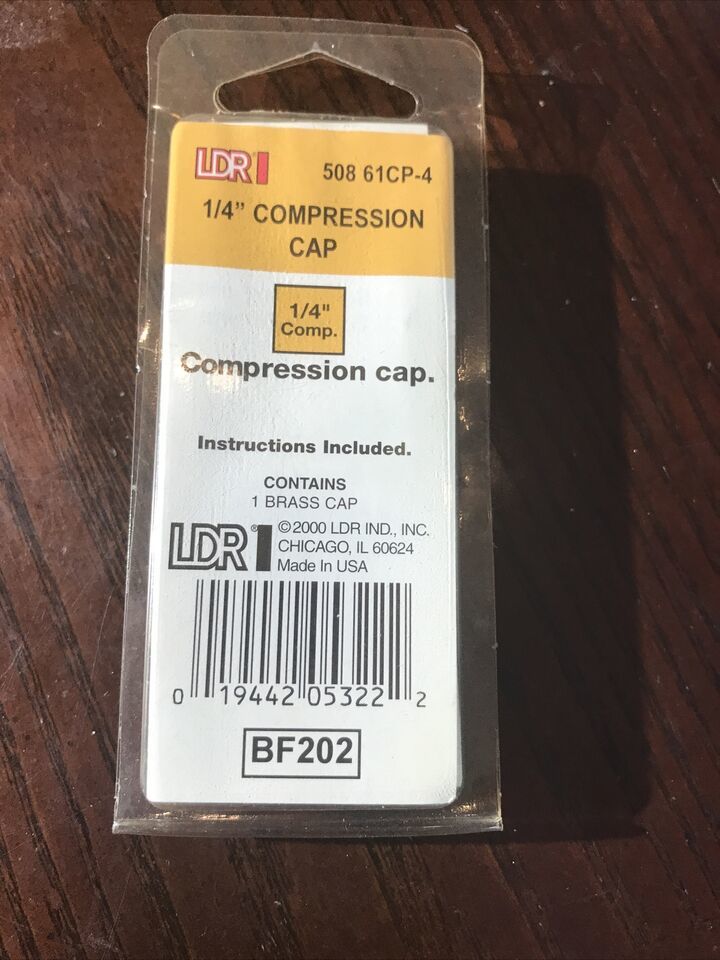 LDR 508 61CP-4
1/4” COMPRESSION
CAP
1/4"
Comp.
Compression cap.
Instructions Included.
CONTAINS
1 BRASS CAP
LDR® ©2000 LDR IND., INC.
CHICAGO, IL 60624
Made In USA
0 19442 05322 2
BF202